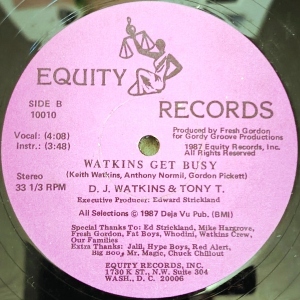 EQUITY
RECORDS
SIDE B
10010
Vocal: (4:08)
Instr.: (3:48)
Produced by Fresh Gordon
for Gordy Groove Productions
1987 Equity Records, Inc.
All Rights Reserved
WATKINS GET BUSY
(Keith Watkins, Anthony Normil, Gordon Pickett)
Stereo
33 1/3 RPM
D. J. WATKINS & TONY T.
Executive Producer: Edward Strickland
All Selections Ⓒ 1987 Deja Vu Pub. (BMI)
Special Thanks To: Ed Strickland, Mike Hargrove,
Fresh Gordon, Fat Boys, Whodini, Watkins Crew,
Our Families
Extra Thanks: Jalil, Hype Boys, Red Alert,
Big Boo, Mr. Magic, Chuck Chillout
EQUITY RECORDS, INC.
1730 K ST., N.W. Suite 304
WASH., D. C. 20006